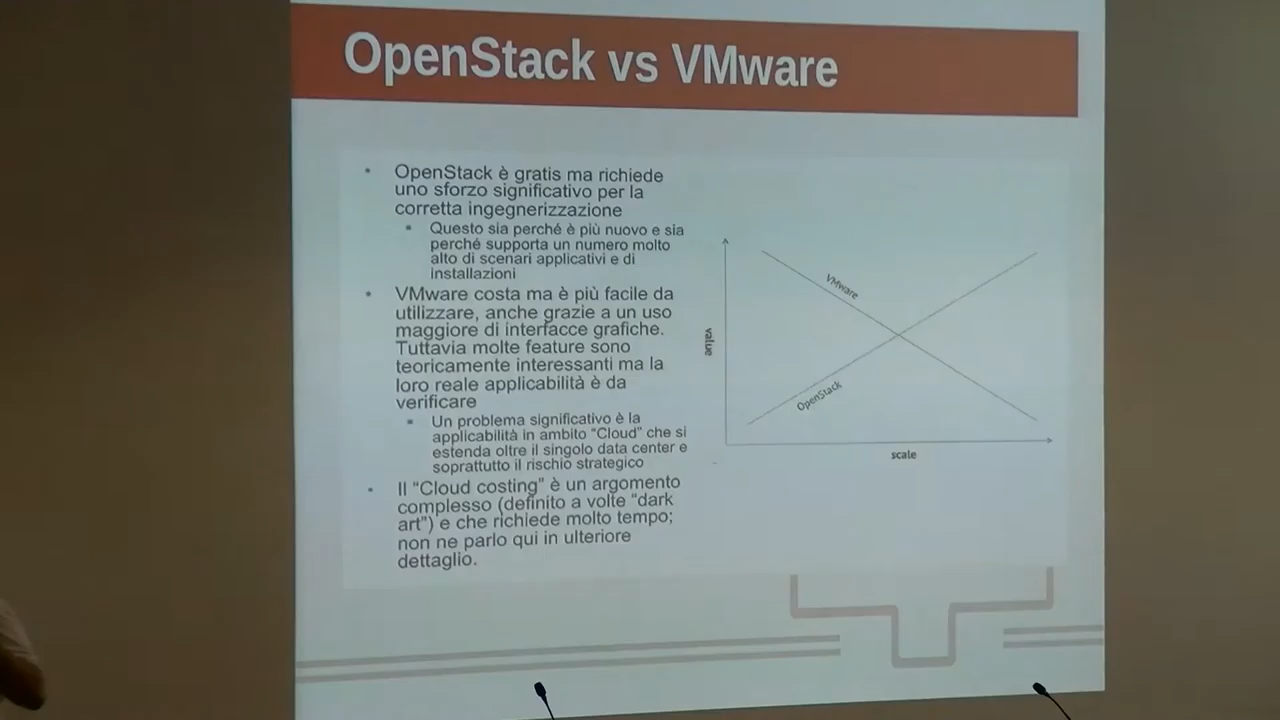 OpenStack vs VMware
• OpenStack è gratis ma richiede
uno sforzo significativo per la
corretta ingegnerizzazione
▪ Questo sia perché è più nuovo e sia
perché supporta un numero molto
alto di scenari applicativi e di
installazioni
• VMware costa ma è più facile da
utilizzare, anche grazie a un uso
maggiore di interfacce grafiche.
Tuttavia molte feature sono
teoricamente interessanti ma la
loro reale applicabilità è da
verificare
▪ Un problema significativo è la
applicabilità in ambito “Cloud” che si
estenda oltre il singolo data center e
soprattutto il rischio strategico
• Il “Cloud costing” è un argomento
complesso (definito a volte “dark
art”) e che richiede molto tempo;
non ne parlo qui in ulteriore
dettaglio.
VMware
value
OpenStack
scale